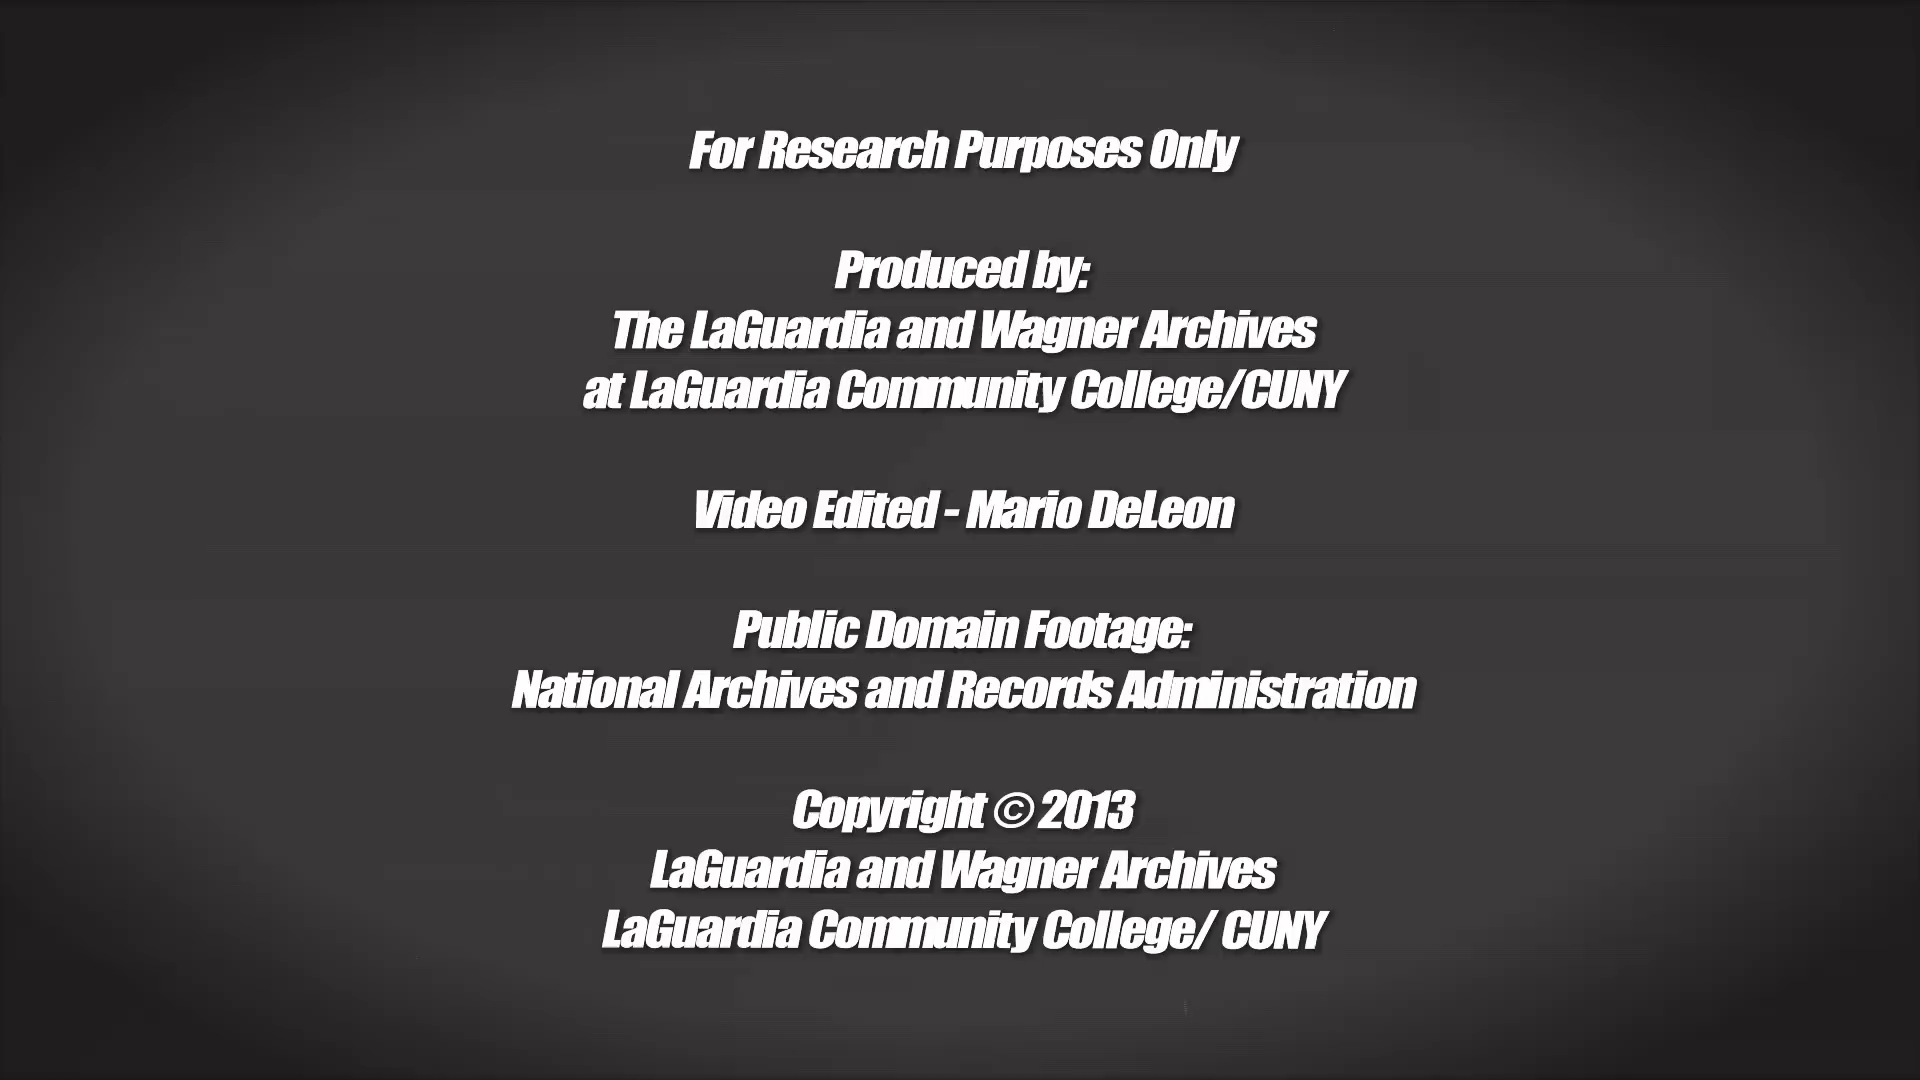 For Research Purposes Only
Produced by:
The LaGuardia and Wagner Archives
at LaGuardia Community College/CUNY
Video Edited - Mario DeLeon
Public Domain Footage:
National Archives and Records Administration
Copyright © 2013
LaGuardia and Wagner Archives
LaGuardia Community College/ CUNY